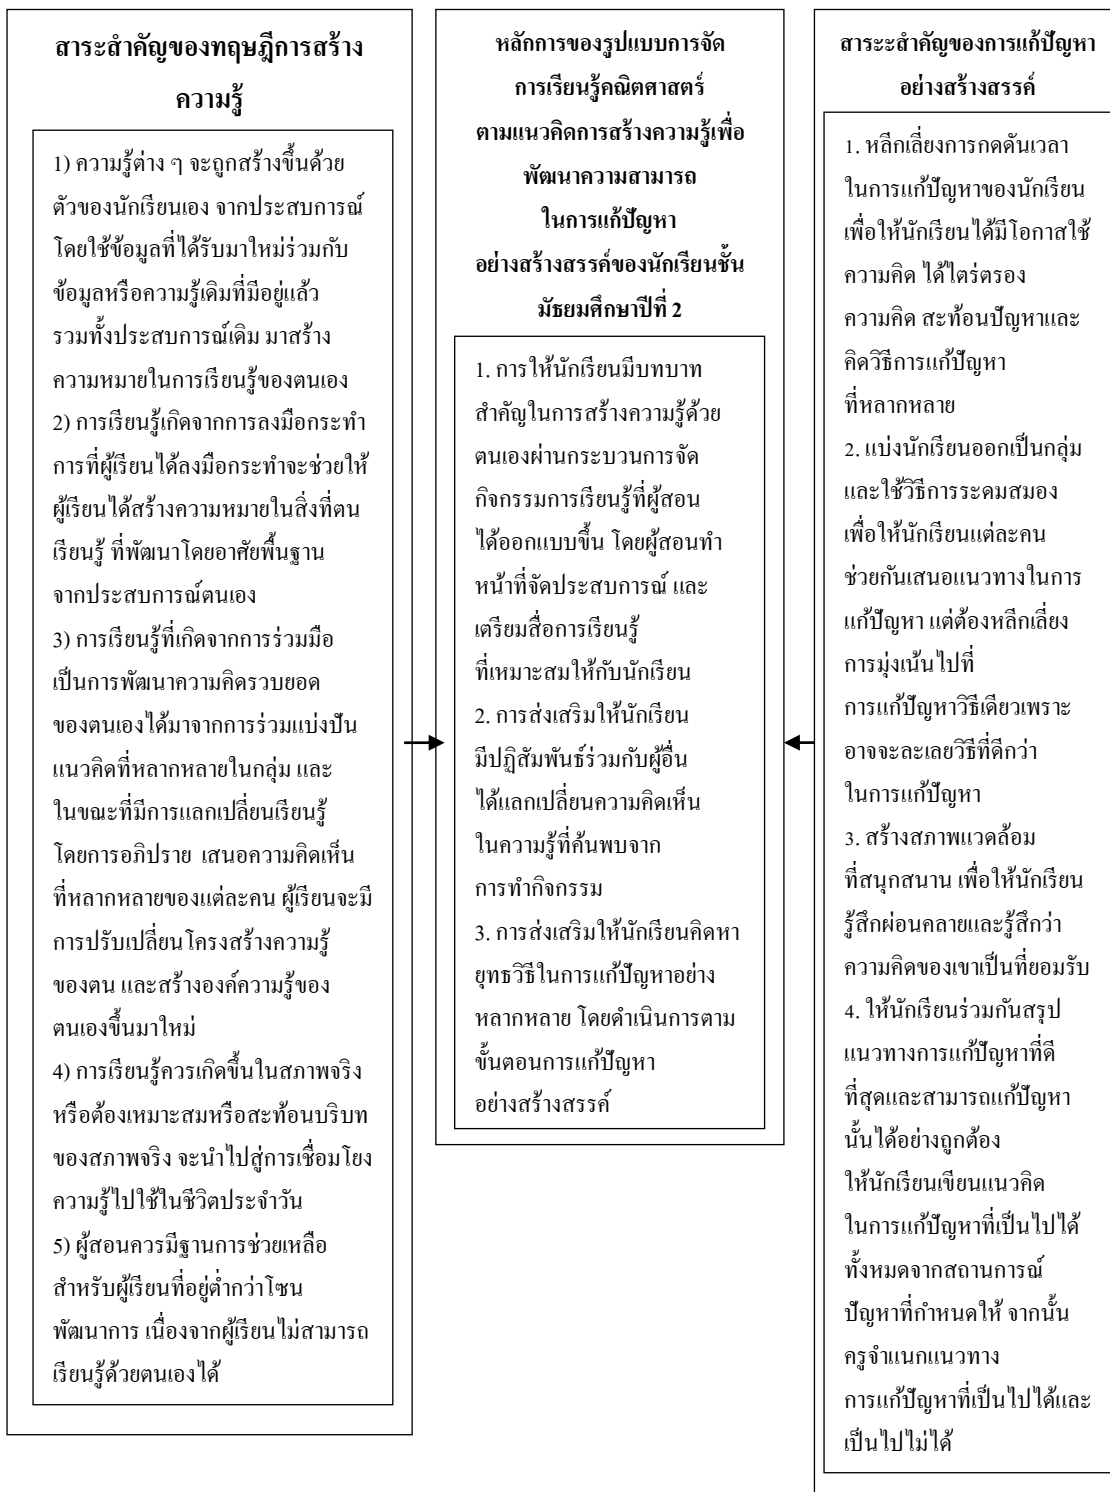 สาระสำคัญของทฤษฎีการสร้าง
ความรู้
1) ความรู้ต่าง ๆ จะถูกสร้างขึ้นด้วย
ตัวของนักเรียนเอง จากประสบการณ์
โดยใช้ข้อมูลที่ได้รับมาใหม่ร่วมกับ
ข้อมูลหรือความรู้เดิมที่มีอยู่แล้ว
รวมทั้งประสบการณ์เดิม มาสร้าง
ความหมายในการเรียนรู้ของตนเอง
2) การเรียนรู้เกิดจากการลงมือกระทำ
การที่ผู้เรียนได้ลงมือกระทำจะช่วยให้
ผู้เรียนได้สร้างความหมายในสิ่งที่ตน
เรียนรู้ ที่พัฒนาโดยอาศัยพื้นฐาน
จากประสบการณ์ตนเอง
3) การเรียนรู้ที่เกิดจากการร่วมมือ
เป็นการพัฒนาความคิดรวบยอด
ของตนเองได้มาจากการร่วมแบ่งปัน
แนวคิดที่หลากหลายในกลุ่ม และ
ในขณะที่มีการแลกเปลี่ยนเรียนรู้
โดยการอภิปราย เสนอความคิดเห็น
ที่หลากหลายของแต่ละคน ผู้เรียนจะมี
การปรับเปลี่ยนโครงสร้างความรู้
ของตน และสร้างองค์ความรู้ของ
ตนเองขึ้นมาใหม่
4) การเรียนรู้ควรเกิดขึ้นในสภาพจริง
หรือต้องเหมาะสมหรือสะท้อนบริบท
ของสภาพจริง จะนำไปสู่การเชื่อมโยง
ความรู้ไปใช้ในชีวิตประจำวัน
5) ผู้สอนควรมีฐานการช่วยเหลือ
สำหรับผู้เรียนที่อยู่ต่ำกว่าโซน
พัฒนาการ เนื่องจากผู้เรียนไม่สามารถ
เรียนรู้ด้วยตนเองได้
หลักการของรูปแบบการจัด
การเรียนรู้คณิตศาสตร์
ตามแนวคิดการสร้างความรู้เพื่อ
พัฒนาความสามารถ
ในการแก้ปัญหา
อย่างสร้างสรรค์ของนักเรียนชั้น
มัธยมศึกษาปีที่ 2
1. การให้นักเรียนมีบทบาท
สำคัญในการสร้างความรู้ด้วย
ตนเองผ่านกระบวนการจัด
กิจกรรมการเรียนรู้ที่ผู้สอน
ได้ออกแบบขึ้น โดยผู้สอนทำ
หน้าที่จัดประสบการณ์ และ
เตรียมสื่อการเรียนรู้
ที่เหมาะสมให้กับนักเรียน
2. การส่งเสริมให้นักเรียน
มีปฏิสัมพันธ์ร่วมกับผู้อื่น
ได้แลกเปลี่ยนความคิดเห็น
ในความรู้ที่ค้นพบจาก
การทำกิจกรรม
3. การส่งเสริมให้นักเรียนคิดหา
ยุทธวิธีในการแก้ปัญหาอย่าง
หลากหลาย โดยดำเนินการตาม
ขั้นตอนการแก้ปัญหา
อย่างสร้างสรรค์
สาระะสำคัญของการแก้ปัญหา
อย่างสร้างสรรค์
1. หลีกเลี่ยงการกดดันเวลา
ในการแก้ปัญหาของนักเรียน
เพื่อให้นักเรียนได้มีโอกาสใช้
ความคิด ได้ไตร่ตรอง
ความคิด สะท้อนปัญหาและ
คิดวิธีการแก้ปัญหา
ที่หลากหลาย
2. แบ่งนักเรียนออกเป็นกลุ่ม
และใช้วิธีการระดมสมอง
เพื่อให้นักเรียนแต่ละคน
ช่วยกันเสนอแนวทางในการ
แก้ปัญหา แต่ต้องหลีกเลี่ยง
การมุ่งเน้นไปที่
การแก้ปัญหาวิธีเดียวเพราะ
อาจจะละเลยวิธีที่ดีกว่า
ในการแก้ปัญหา
3. สร้างสภาพแวดล้อม
ที่สนุกสนาน เพื่อให้นักเรียน
รู้สึกผ่อนคลายและรู้สึกว่า
ความคิดของเขาเป็นที่ยอมรับ
4. ให้นักเรียนร่วมกันสรุป
แนวทางการแก้ปัญหาที่ดี
ที่สุดและสามารถแก้ปัญหา
นั้นได้อย่างถูกต้อง
ให้นักเรียนเขียนแนวคิด
ในการแก้ปัญหาที่เป็นไปได้
ทั้งหมดจากสถานการณ์
ปัญหาที่กำหนดให้ จากนั้น
ครูจำแนกแนวทาง
การแก้ปัญหาที่เป็นไปได้และ
เป็นไปไม่ได้